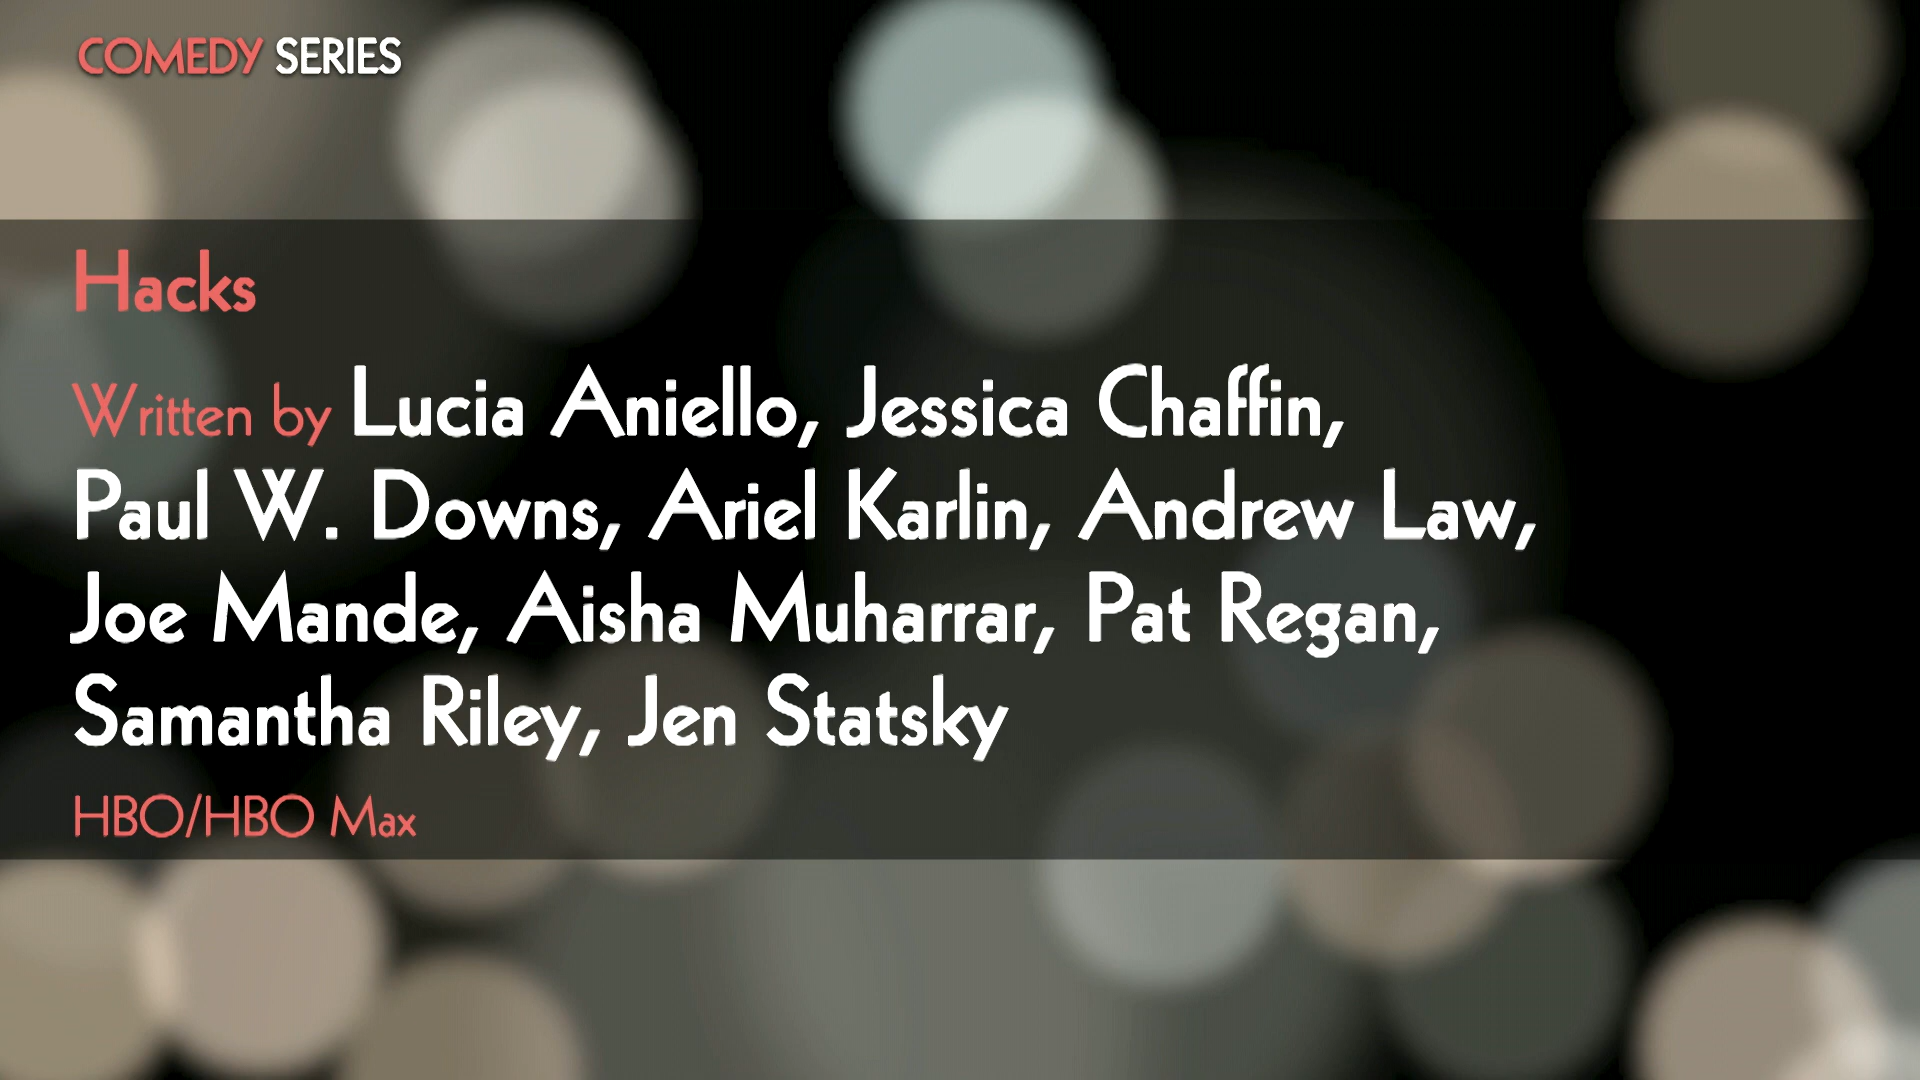 COMEDY SERIES
Hacks
Written by Lucia Aniello, Jessica Chaffin,
Paul W. Downs, Ariel Karlin, Andrew Law,
Joe Mande, Aisha Muharrar, Pat Regan,
Samantha Riley, Jen Statsky
HBO/HBO Max